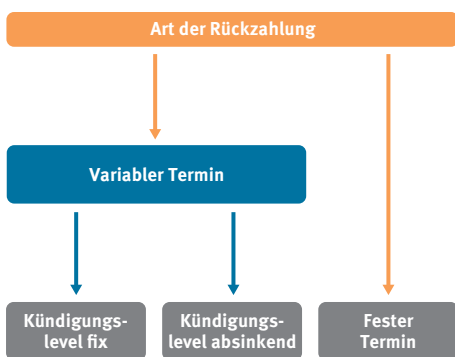 Art der Rückzahlung
Variabler Termin
Kündigungs-
level fix
Kündigungs-
level absinkend
Fester
Termin